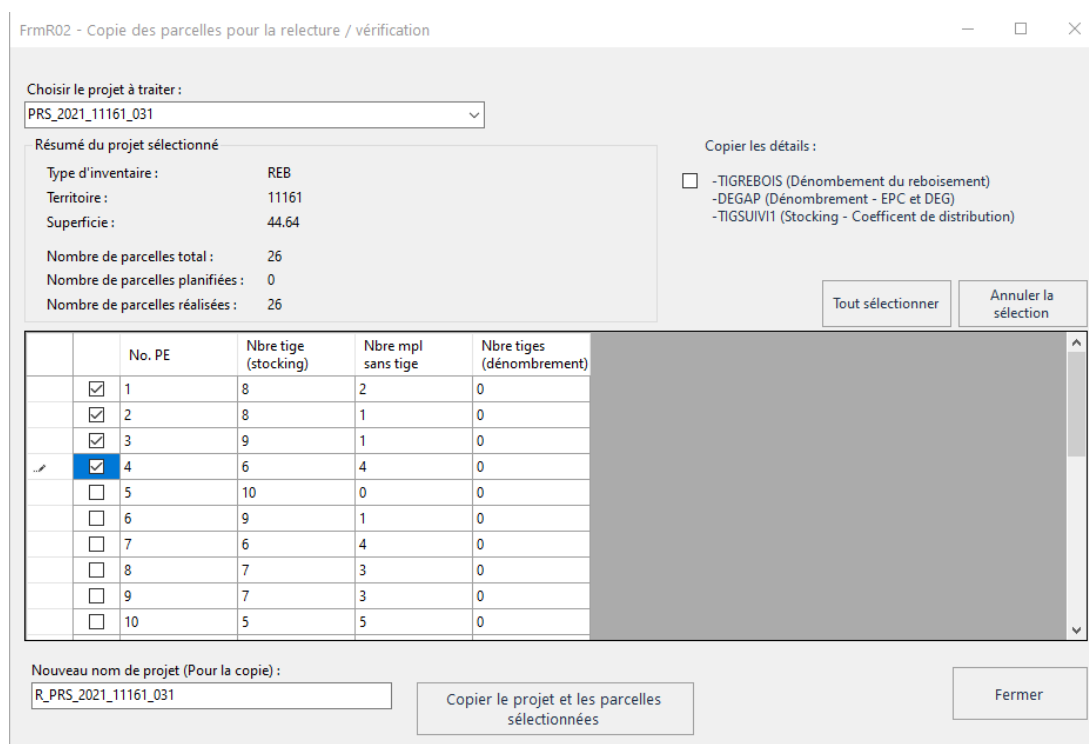 FrmR02 - Copie des parcelles pour la relecture / vérification
Choisir le projet à traiter :
PRS_2021_11161_031
Résumé du projet sélectionné
Type d'inventaire : REB
Territoire : 11161
Superficie : 44.64
Nombre de parcelles total : 26
Nombre de parcelles planifiées : 0
Nombre de parcelles réalisées : 26
Copier les détails :
-TIGREBOIS (Dénombement du reboisement)
-DEGAP (Dénombrement - EPC et DEG)
-TIGSUIVI1 (Stocking - Coefficent de distribution)
Tout sélectionner
Annuler la
sélection
No. PE
Nbre tige
(stocking)
Nbre mpl
sans tige
Nbre tiges
(dénombrement)
1 8 2 0
2 8 1 0
3 9 1 0
4 6 4 0
5 10 0 0
6 9 1 0
7 6 4 0
8 7 3 0
9 7 3 0
10 5 5 0
Nouveau nom de projet (Pour la copie) :
R_PRS_2021_11161_031
Copier le projet et les parcelles
sélectionnées
Fermer